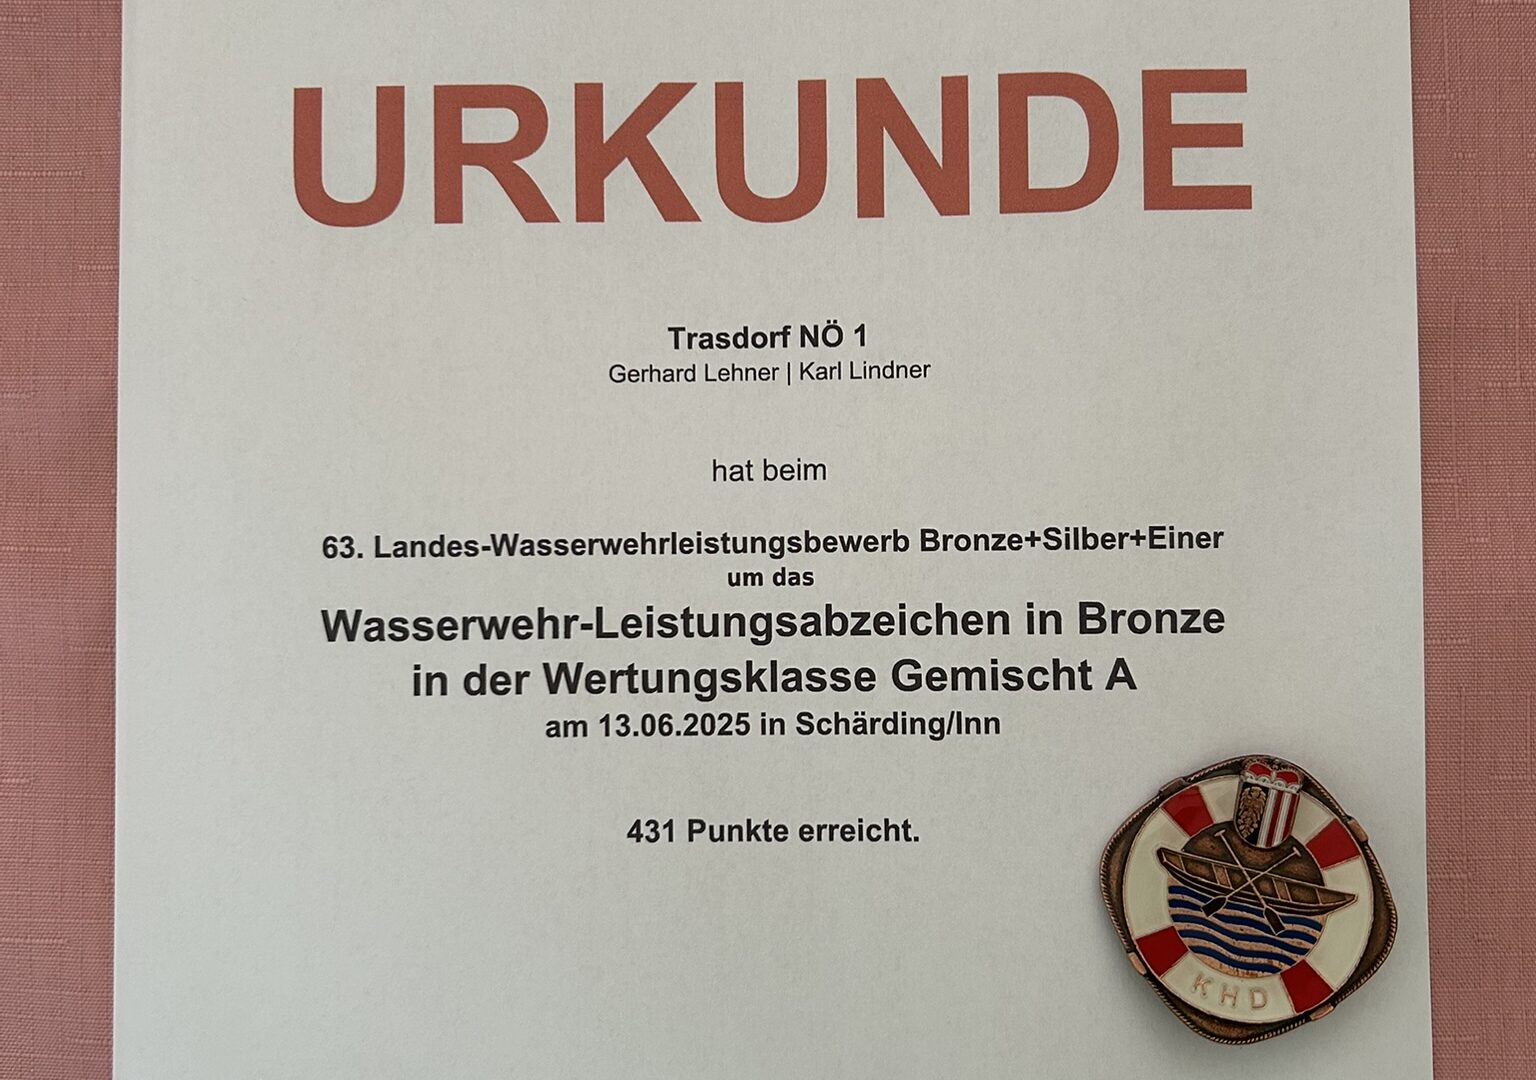 URKUNDE
Trasdorf NÖ 1
Gerhard Lehner | Karl Lindner
hat beim
63. Landes-Wasserwehrleistungsbewerb Bronze+Silber+Einer
um das
Wasserwehr-Leistungsabzeichen in Bronze
in der Wertungsklasse Gemischt A
am 13.06.2025 in Schärding/Inn
431 Punkte erreicht.
KHD